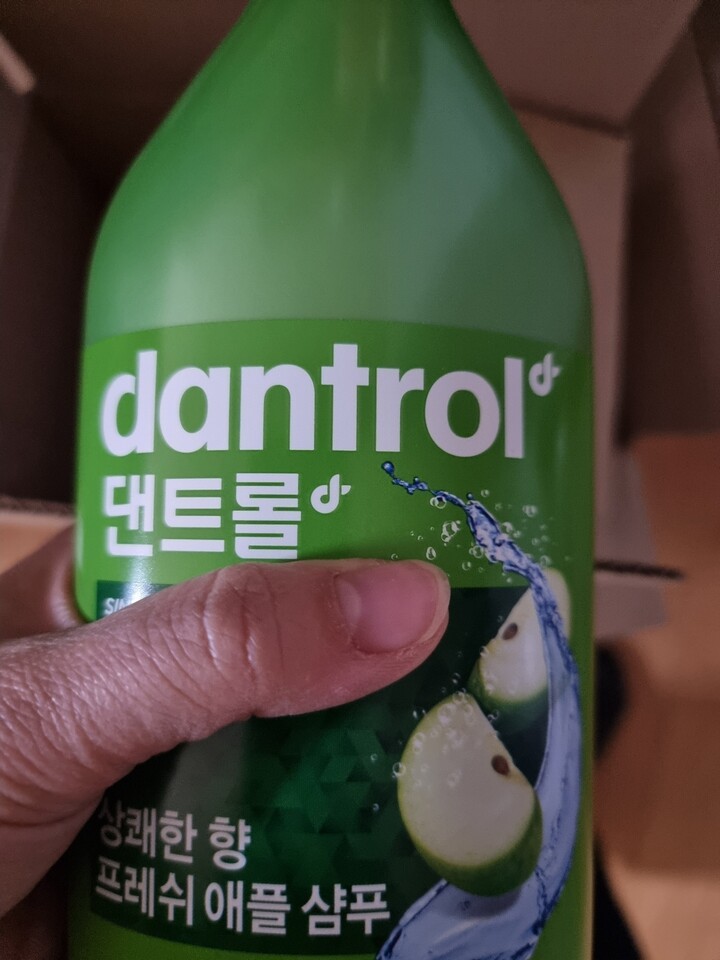 dantrol
댄트롤
상쾌한 향
프레쉬 애플 샴푸